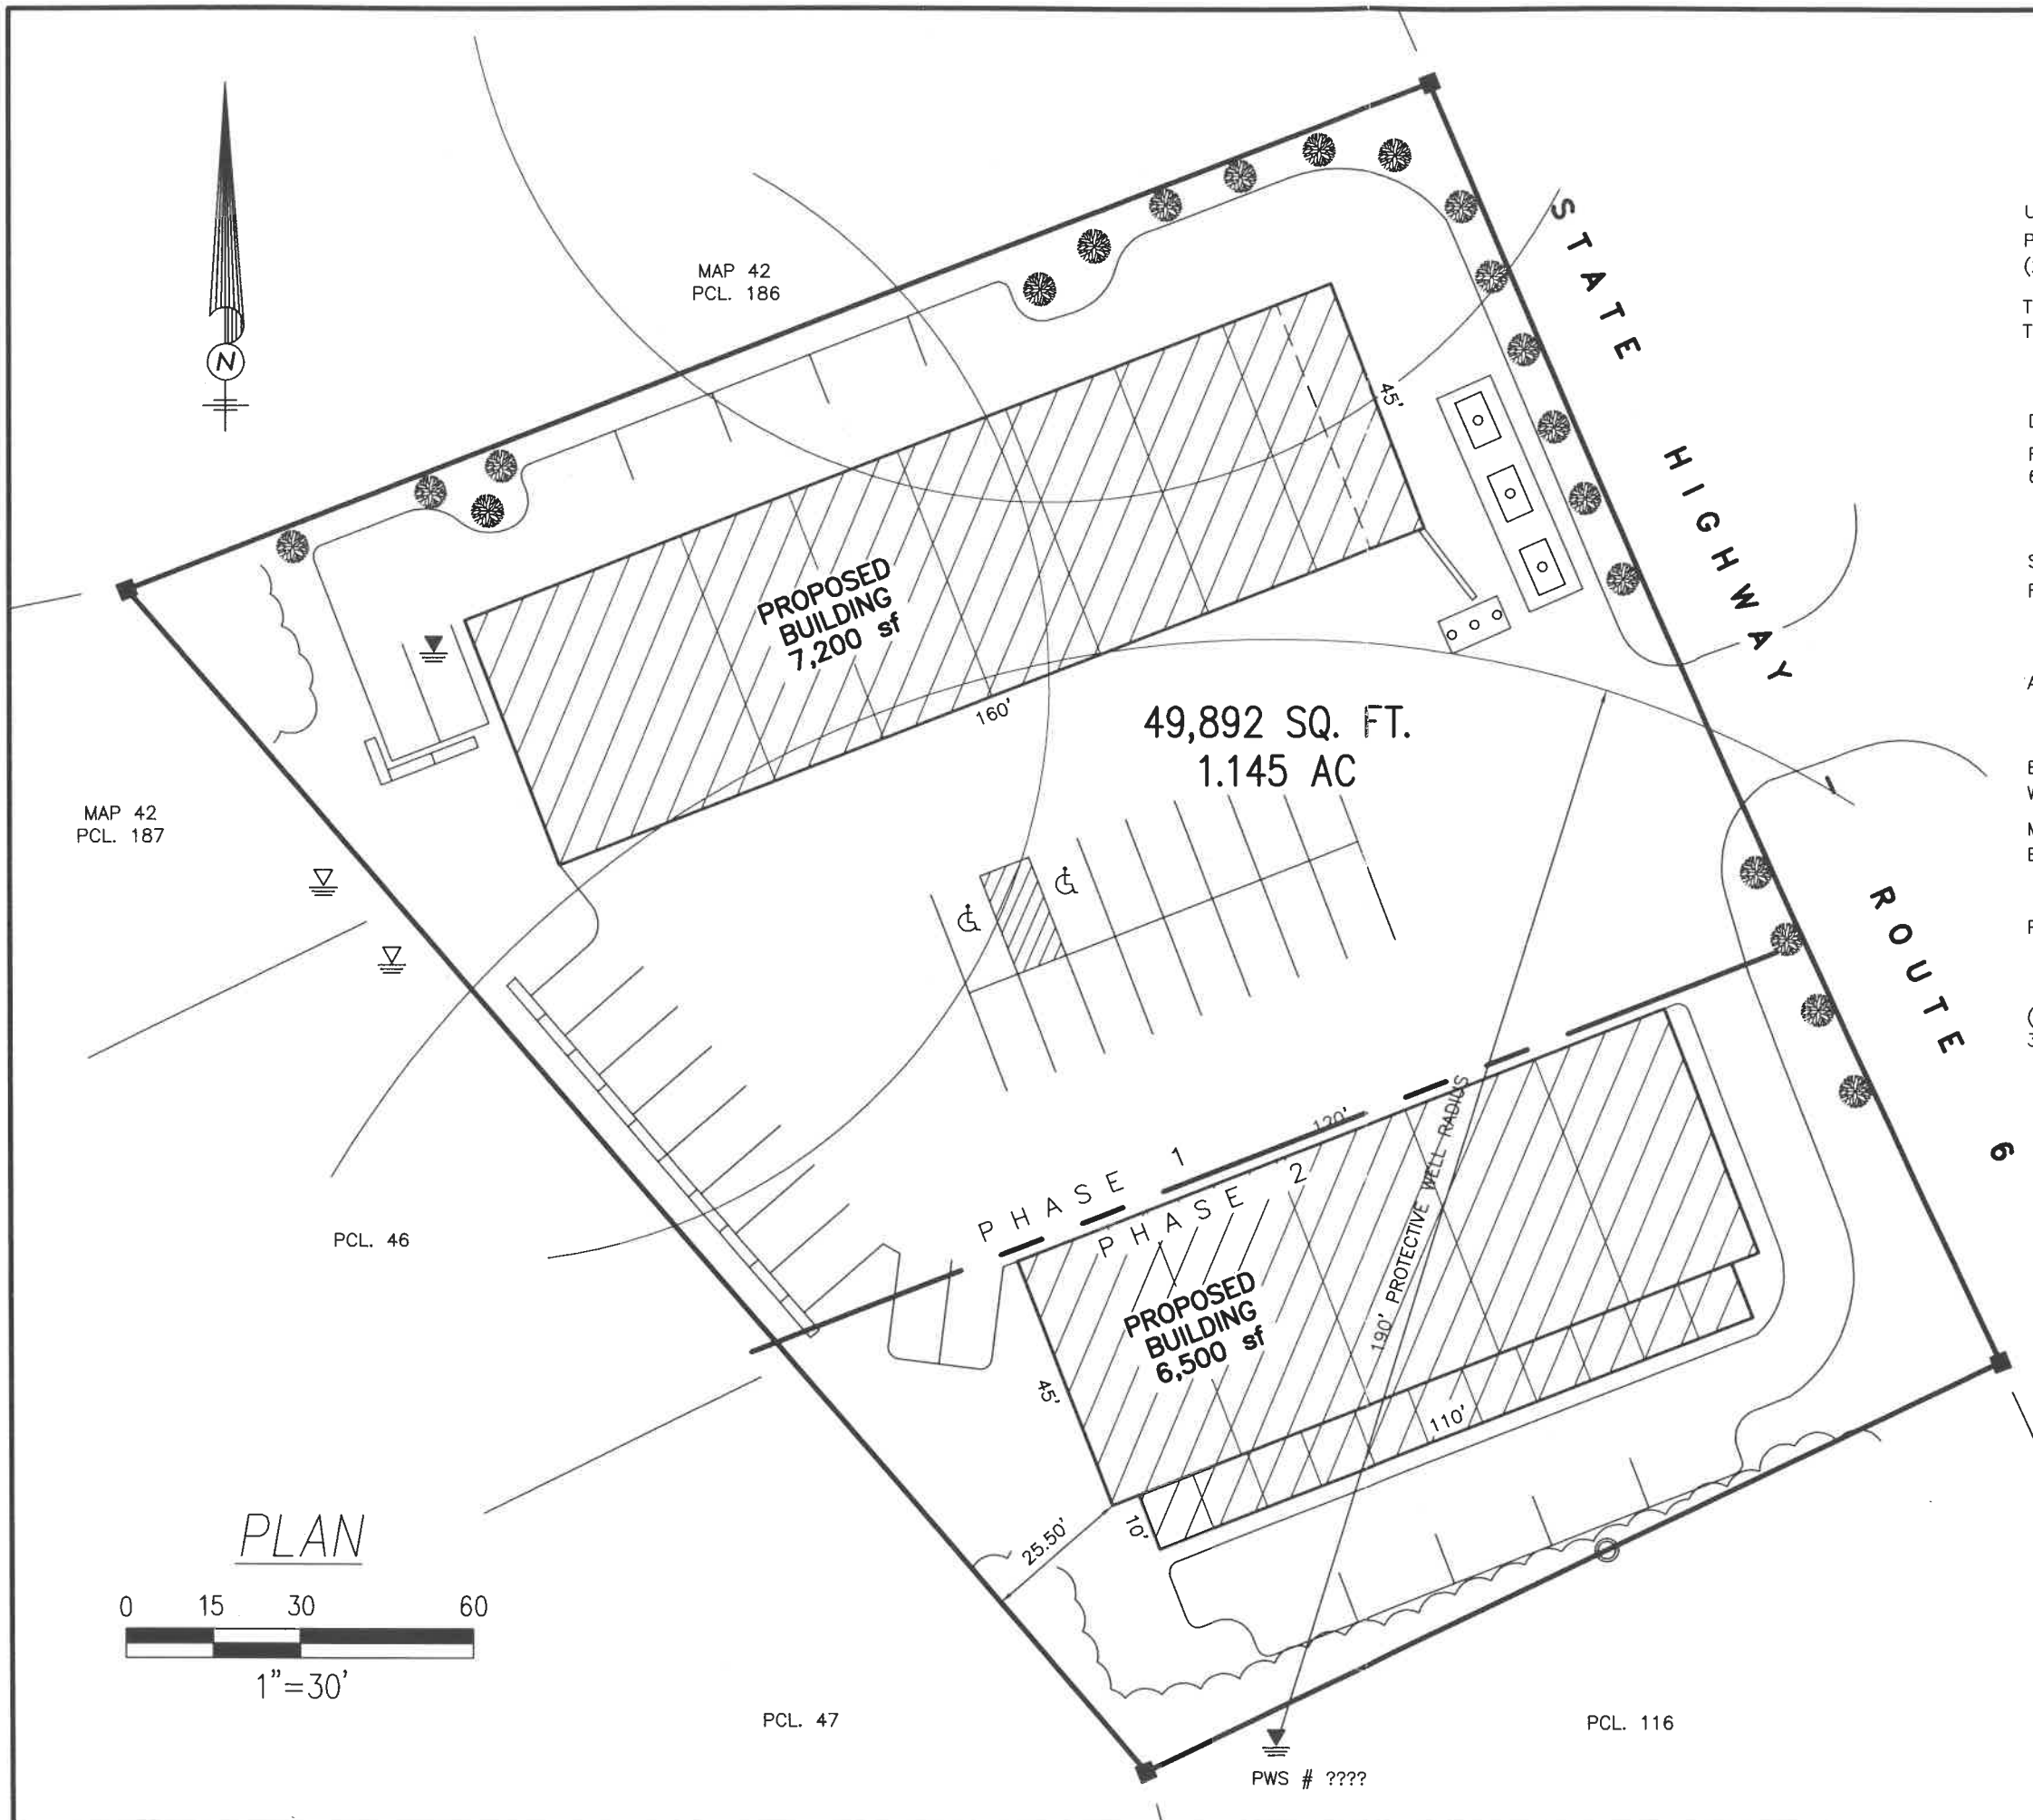 STATE HIGHWAY ROUTE 6
N
MAP 42
PCL. 186
45'
PROPOSED
BUILDING
7,200 sf
160'
49,892 SQ. FT.
1.145 AC
MAP 42
PCL. 187
PHASE 1
PHASE 2
120'
190' PROTECTIVE WELL RADIUS
PROPOSED
BUILDING
6,500 sf
45'
110'
10'
25.50'
PCL. 46
PLAN
0 15 30 60
1"=30'
PCL. 47
PCL. 116
PWS # ????